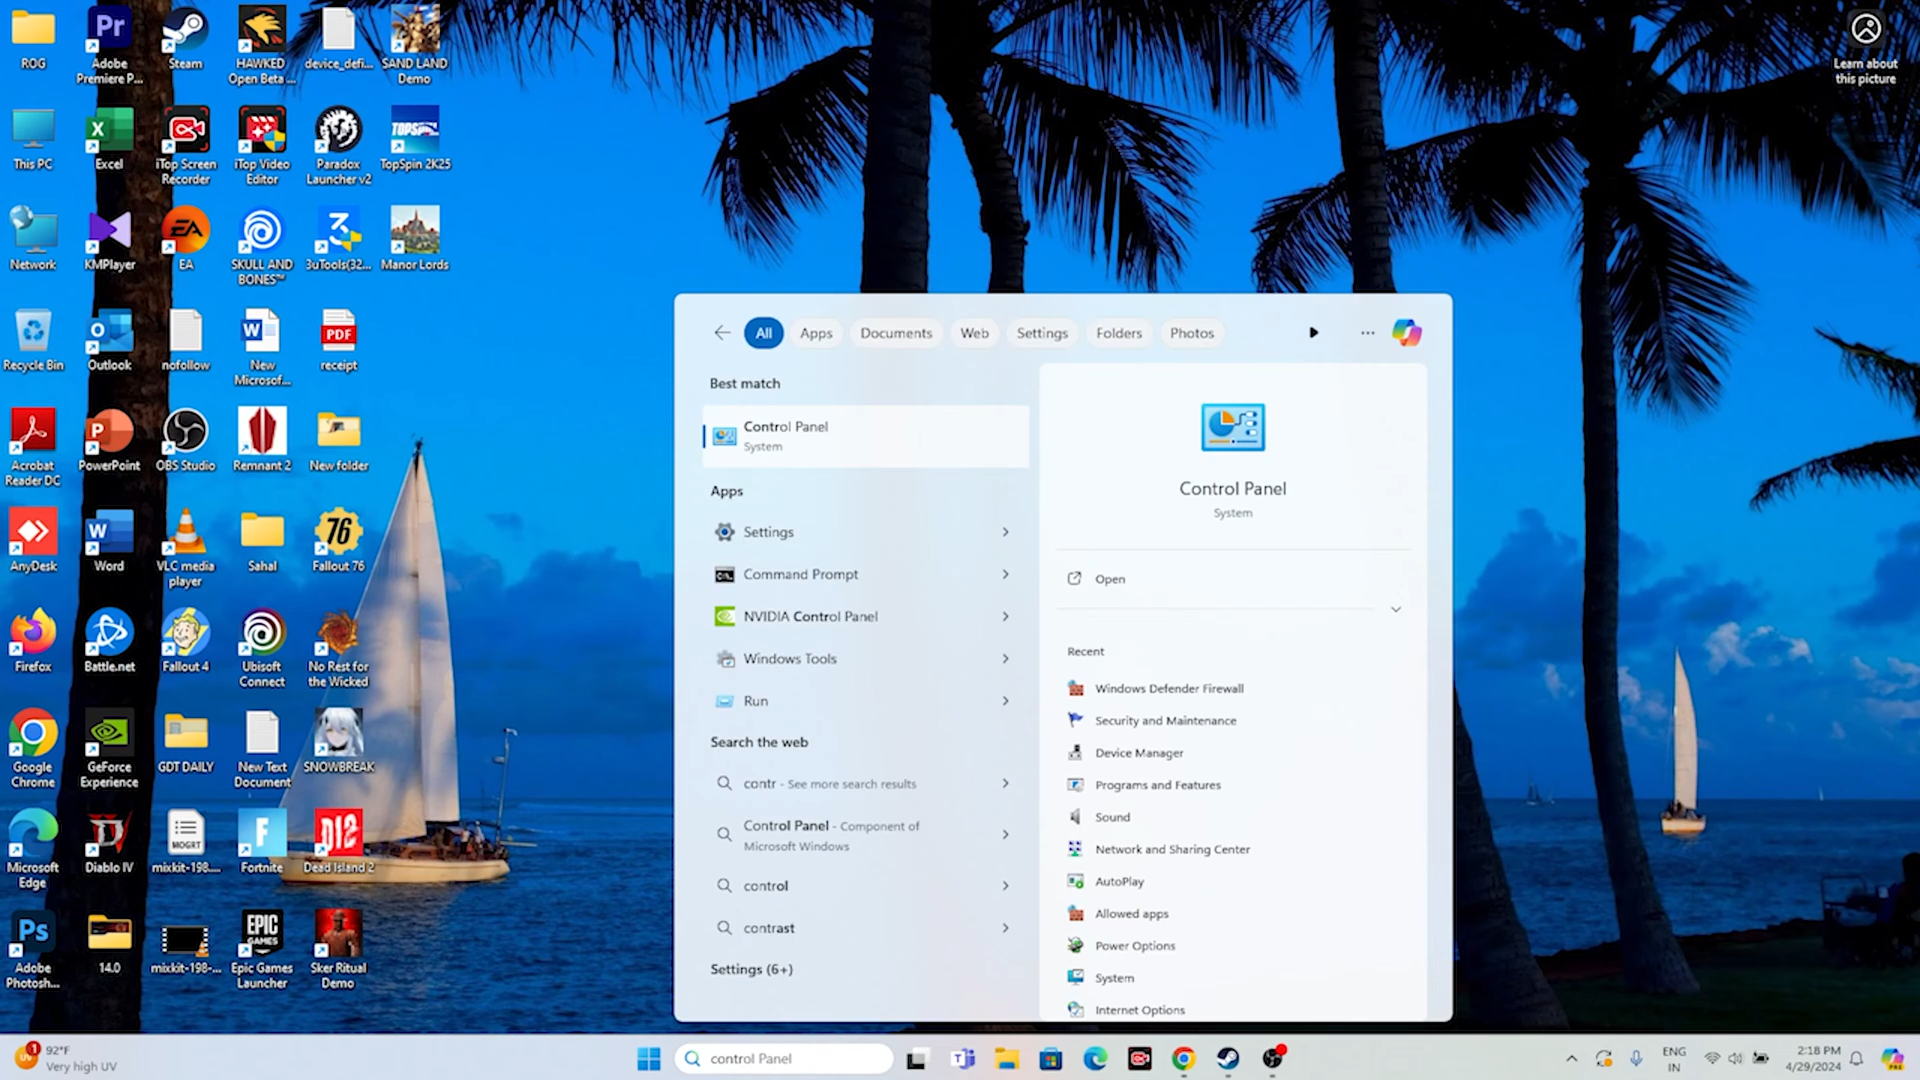 ROG
Adobe
Premiere P...
Steam
HAWKED
Open Beta ...
device_defi...
SAND LAND
Demo
Learn about
this picture
This PC
Excel
iTop Screen
Recorder
iTop Video
Editor
Paradox
Launcher v2
TopSpin 2K25
Network
KMPlayer
EA
SKULL AND
BONES™
3uTools(32...
Manor Lords
Recycle Bin
Outlook
nofollow
New
Microsof...
PDF
receipt
Acrobat
Reader DC
PowerPoint
OBS Studio
Remnant 2
New folder
AnyDesk
Word
VLC media
player
Sahal
76
Fallout 76
Firefox
Battle.net
Fallout 4
Ubisoft
Connect
No Rest for
the Wicked
Google
Chrome
GeForce
Experience
GDT DAILY
New Text
Document
SNOWBREAK
Microsoft
Edge
Diablo IV
MOGRT
mixkit-198....
Fortnite
Dead Island 2
Ps
Adobe
Photosh...
14.0
mixkit-198-...
EPIC
GAMES
Epic Games
Launcher
Sker Ritual
Demo
All
Apps
Documents
Web
Settings
Folders
Photos
Best match
Control Panel
System
Apps
Settings
Command Prompt
NVIDIA Control Panel
Windows Tools
Run
Search the web
contr - See more search results
Control Panel - Component of
Microsoft Windows
control
contrast
Settings (6+)
Control Panel
System
Open
Recent
Windows Defender Firewall
Security and Maintenance
Device Manager
Programs and Features
Sound
Network and Sharing Center
AutoPlay
Allowed apps
Power Options
System
Internet Options
1
92°F
Very high UV
control Panel
ENG
IN
2:18 PM
4/29/2024